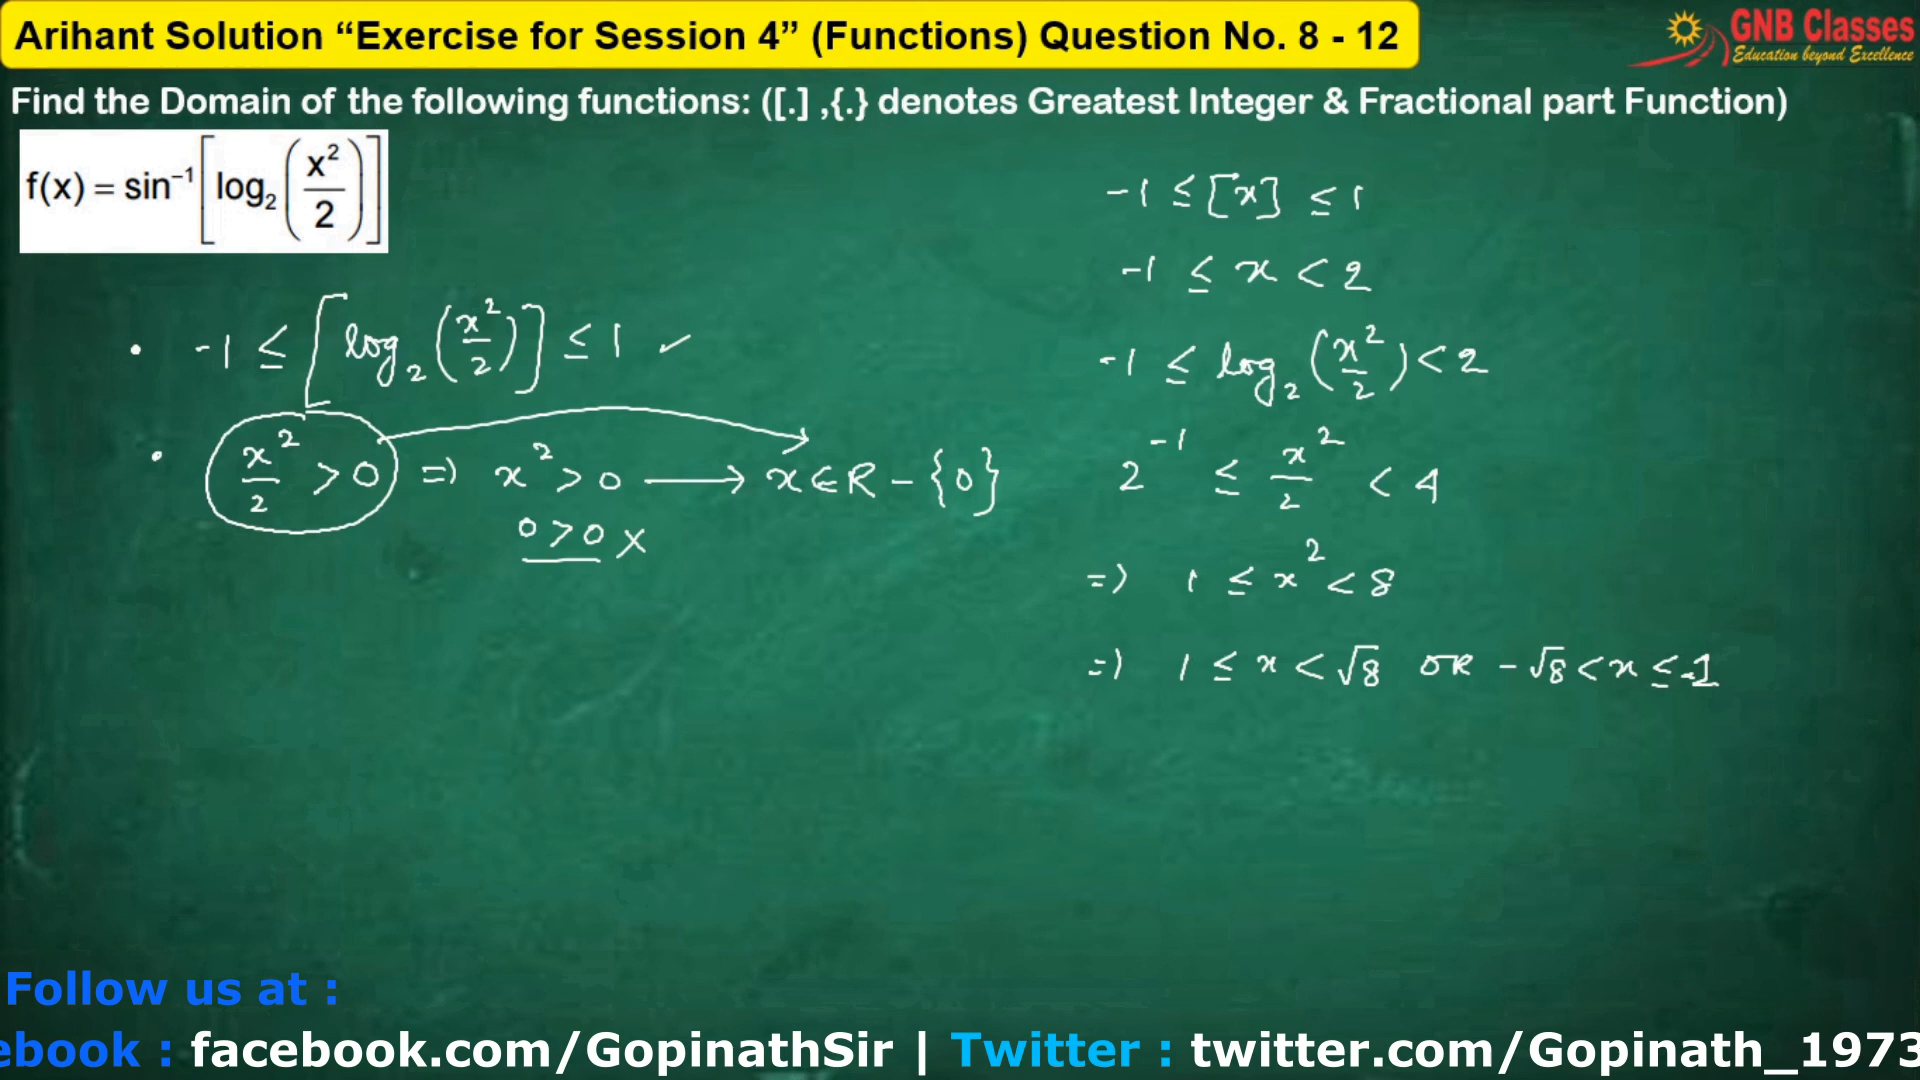 Arihant Solution “Exercise for Session 4” (Functions) Question No. 8 - 12
GNB Classes
Education beyond Excellence
Find the Domain of the following functions: ([.] ,{.} denotes Greatest Integer & Fractional part Function)
f(x) = sin⁻¹[log₂(x²/2)]
• -1 ≤ [log₂(x²/2)] ≤ 1 ✓
• x²/2 > 0 => x² > 0 ⟶ x ∈ R - {0}
0 > 0 X
-1 ≤ [x] ≤ 1
-1 ≤ x < 2
-1 ≤ log₂(x²/2) < 2
2⁻¹ ≤ x²/2 < 4
=> 1 ≤ x² < 8
=> 1 ≤ x < √8 OR -√8 < x ≤ -1
Follow us at :
ebook : facebook.com/GopinathSir | Twitter : twitter.com/Gopinath_1973